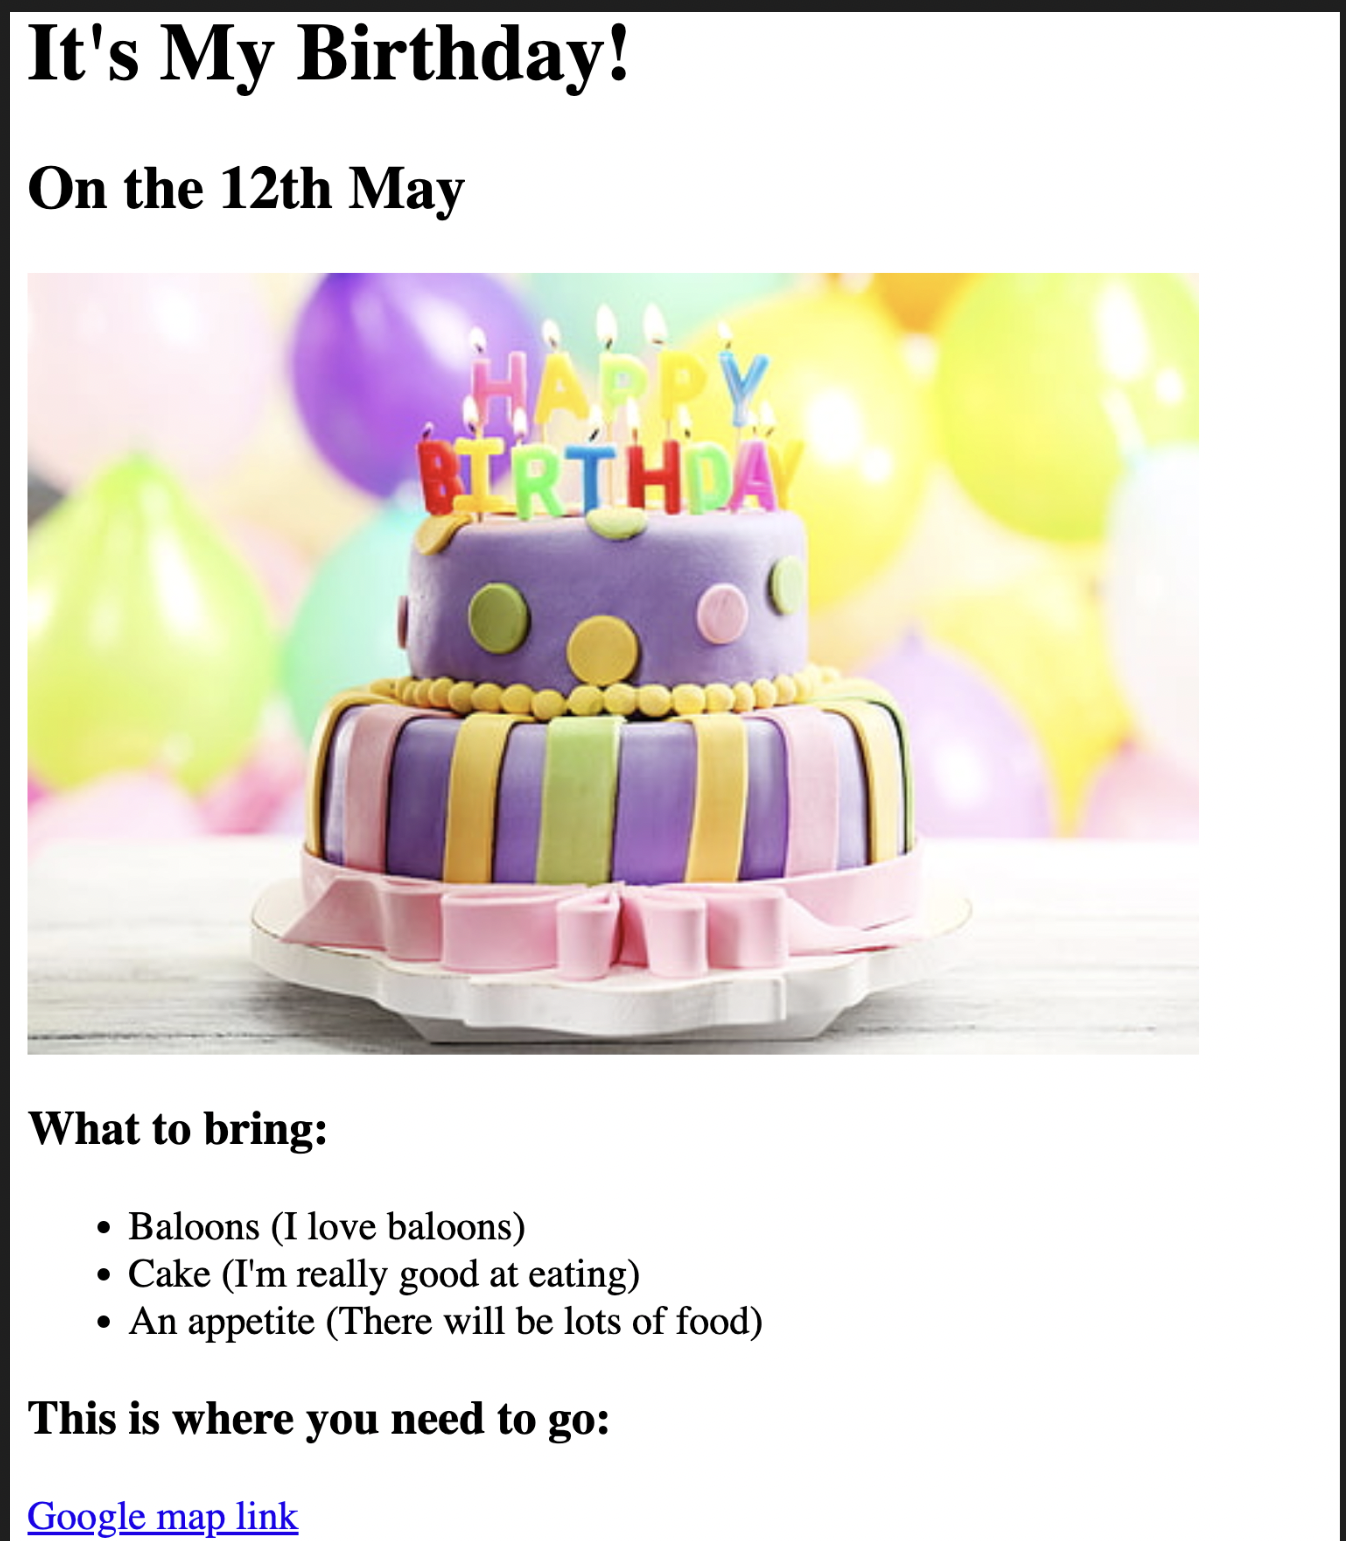 It's My Birthday!
On the 12th May
HAPPY
BIRTHDAY
What to bring:
Baloons (I love baloons)
Cake (I'm really good at eating)
An appetite (There will be lots of food)
This is where you need to go:
Google map link